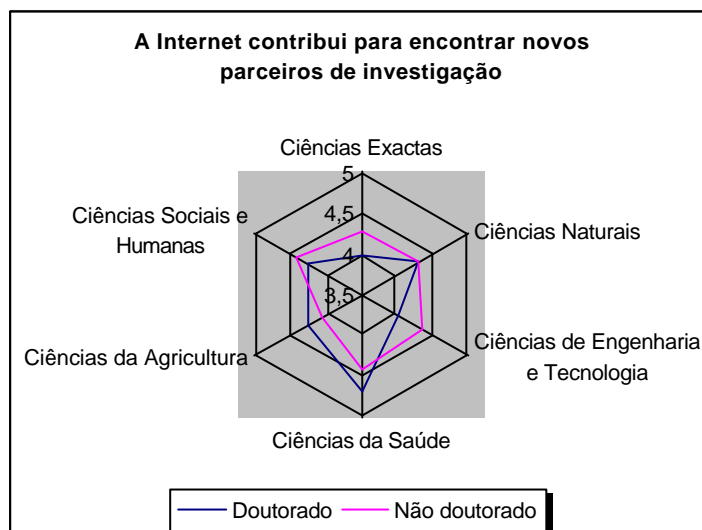 A Internet contribui para encontrar novos
parceiros de investigação
Ciências Exactas
5
4,5
4
3,5
Ciências Sociais e
Humanas
Ciências Naturais
Ciências da Agricultura
Ciências de Engenharia
e Tecnologia
Ciências da Saúde
Doutorado
Não doutorado